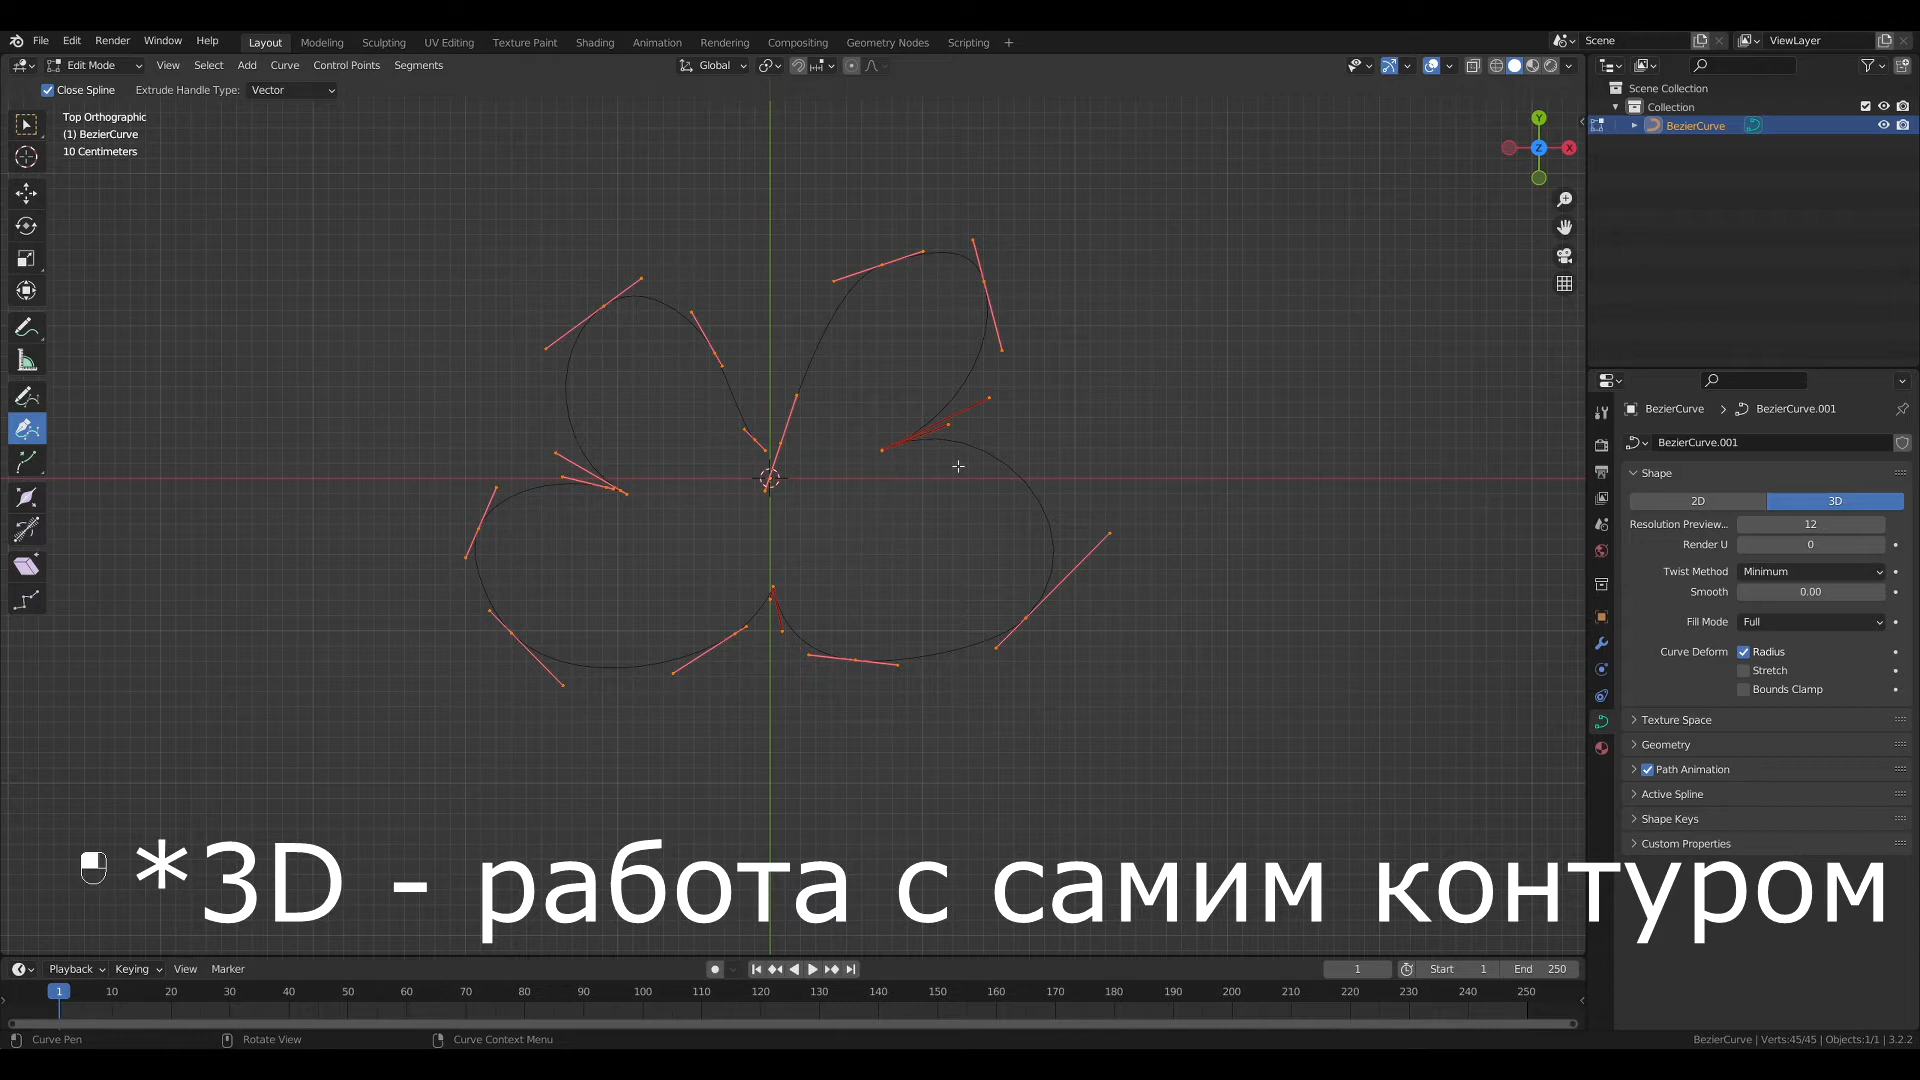 File Edit Render Window Help Layout Modeling Sculpting UV Editing Texture Paint Shading Animation Rendering Compositing Geometry Nodes Scripting + Scene ViewLayer
Edit Mode View Select Add Curve Control Points Segments Global
Close Spline Extrude Handle Type: Vector
Scene Collection
Collection
BezierCurve
Top Orthographic
(1) BezierCurve
10 Centimeters
Y
Z
X
BezierCurve BezierCurve.001
BezierCurve.001
Shape
2D 3D
Resolution Preview... 12
Render U 0
Twist Method Minimum
Smooth 0.00
Fill Mode Full
Curve Deform Radius
Stretch
Bounds Clamp
Texture Space
Geometry
Path Animation
Active Spline
Shape Keys
Custom Properties
*3D - работа с самим контуром
Playback Keying View Marker 1 Start 1 End 250
1 10 20 30 40 50 60 70 80 90 100 110 120 130 140 150 160 170 180 190 200 210 220 230 240 250
Curve Pen Rotate View Curve Context Menu BezierCurve | Verts:45/45 | Objects:1/1 | 3.2.2